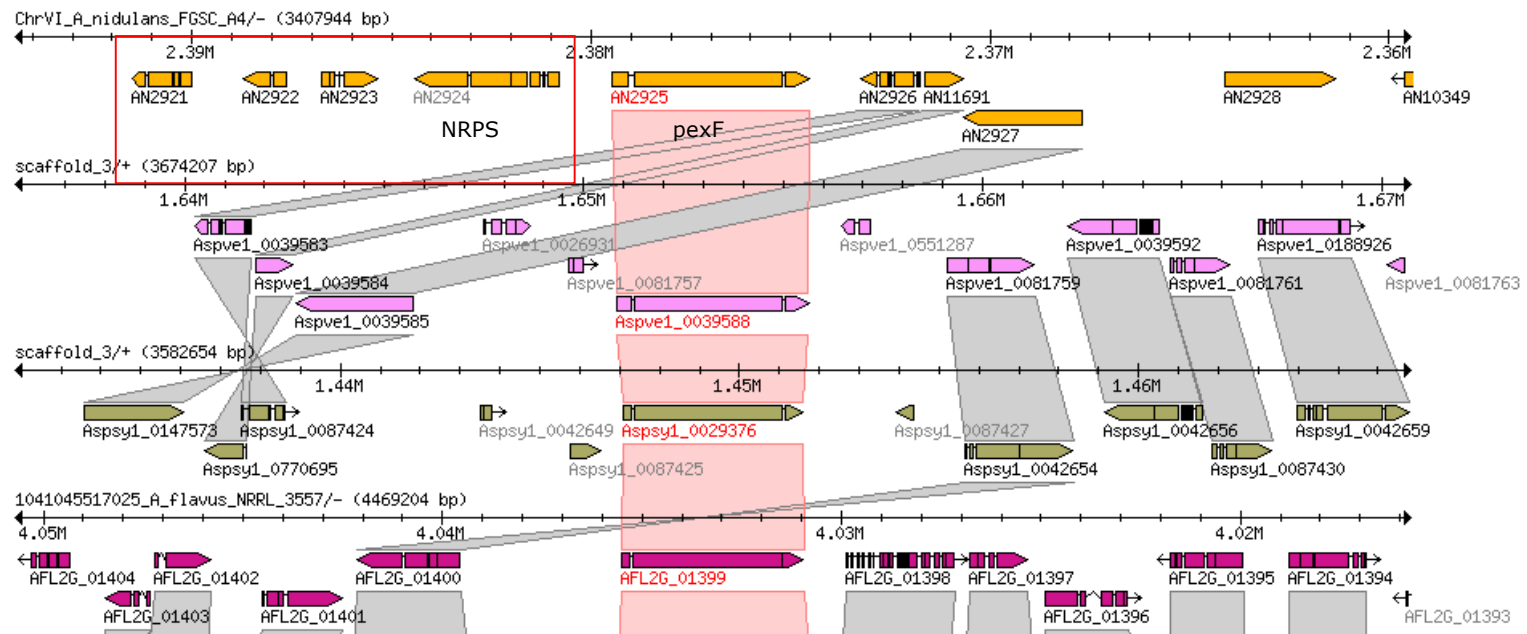 ChrVI_A_nidulans_FGSC_A4/- (3407944 bp)
2.39M 2.38M 2.37M 2.36M
AN2921 AN2922 AN2923 AN2924 AN2925 AN2926 AN11691 AN2928 AN10349
NRPS pexF AN2927
scaffold_3/+ (3674207 bp)
1.64M 1.65M 1.66M 1.67M
Aspve1_0039583 Aspve1_0026931 Aspve1_0551287 Aspve1_0039592 Aspve1_0188926
Aspve1_0039584 Aspve1_0081757 Aspve1_0081759 Aspve1_0081761 Aspve1_0081763
Aspve1_0039585 Aspve1_0039588
scaffold_3/+ (3582654 bp)
1.44M 1.45M 1.46M
Aspsy1_0147573 Aspsy1_0087424 Aspsy1_0042649 Aspsy1_0029376 Aspsy1_0087427 Aspsy1_0042656 Aspsy1_0042659
Aspsy1_0770695 Aspsy1_0087425 Aspsy1_0042654 Aspsy1_0087430
1041045517025_A_flavus_NRRL_3557/- (4469204 bp)
4.05M 4.04M 4.03M 4.02M
AFL2G_01404 AFL2G_01402 AFL2G_01400 AFL2G_01399 AFL2G_01398 AFL2G_01397 AFL2G_01395 AFL2G_01394
AFL2G_01403 AFL2G_01401 AFL2G_01396 AFL2G_01393